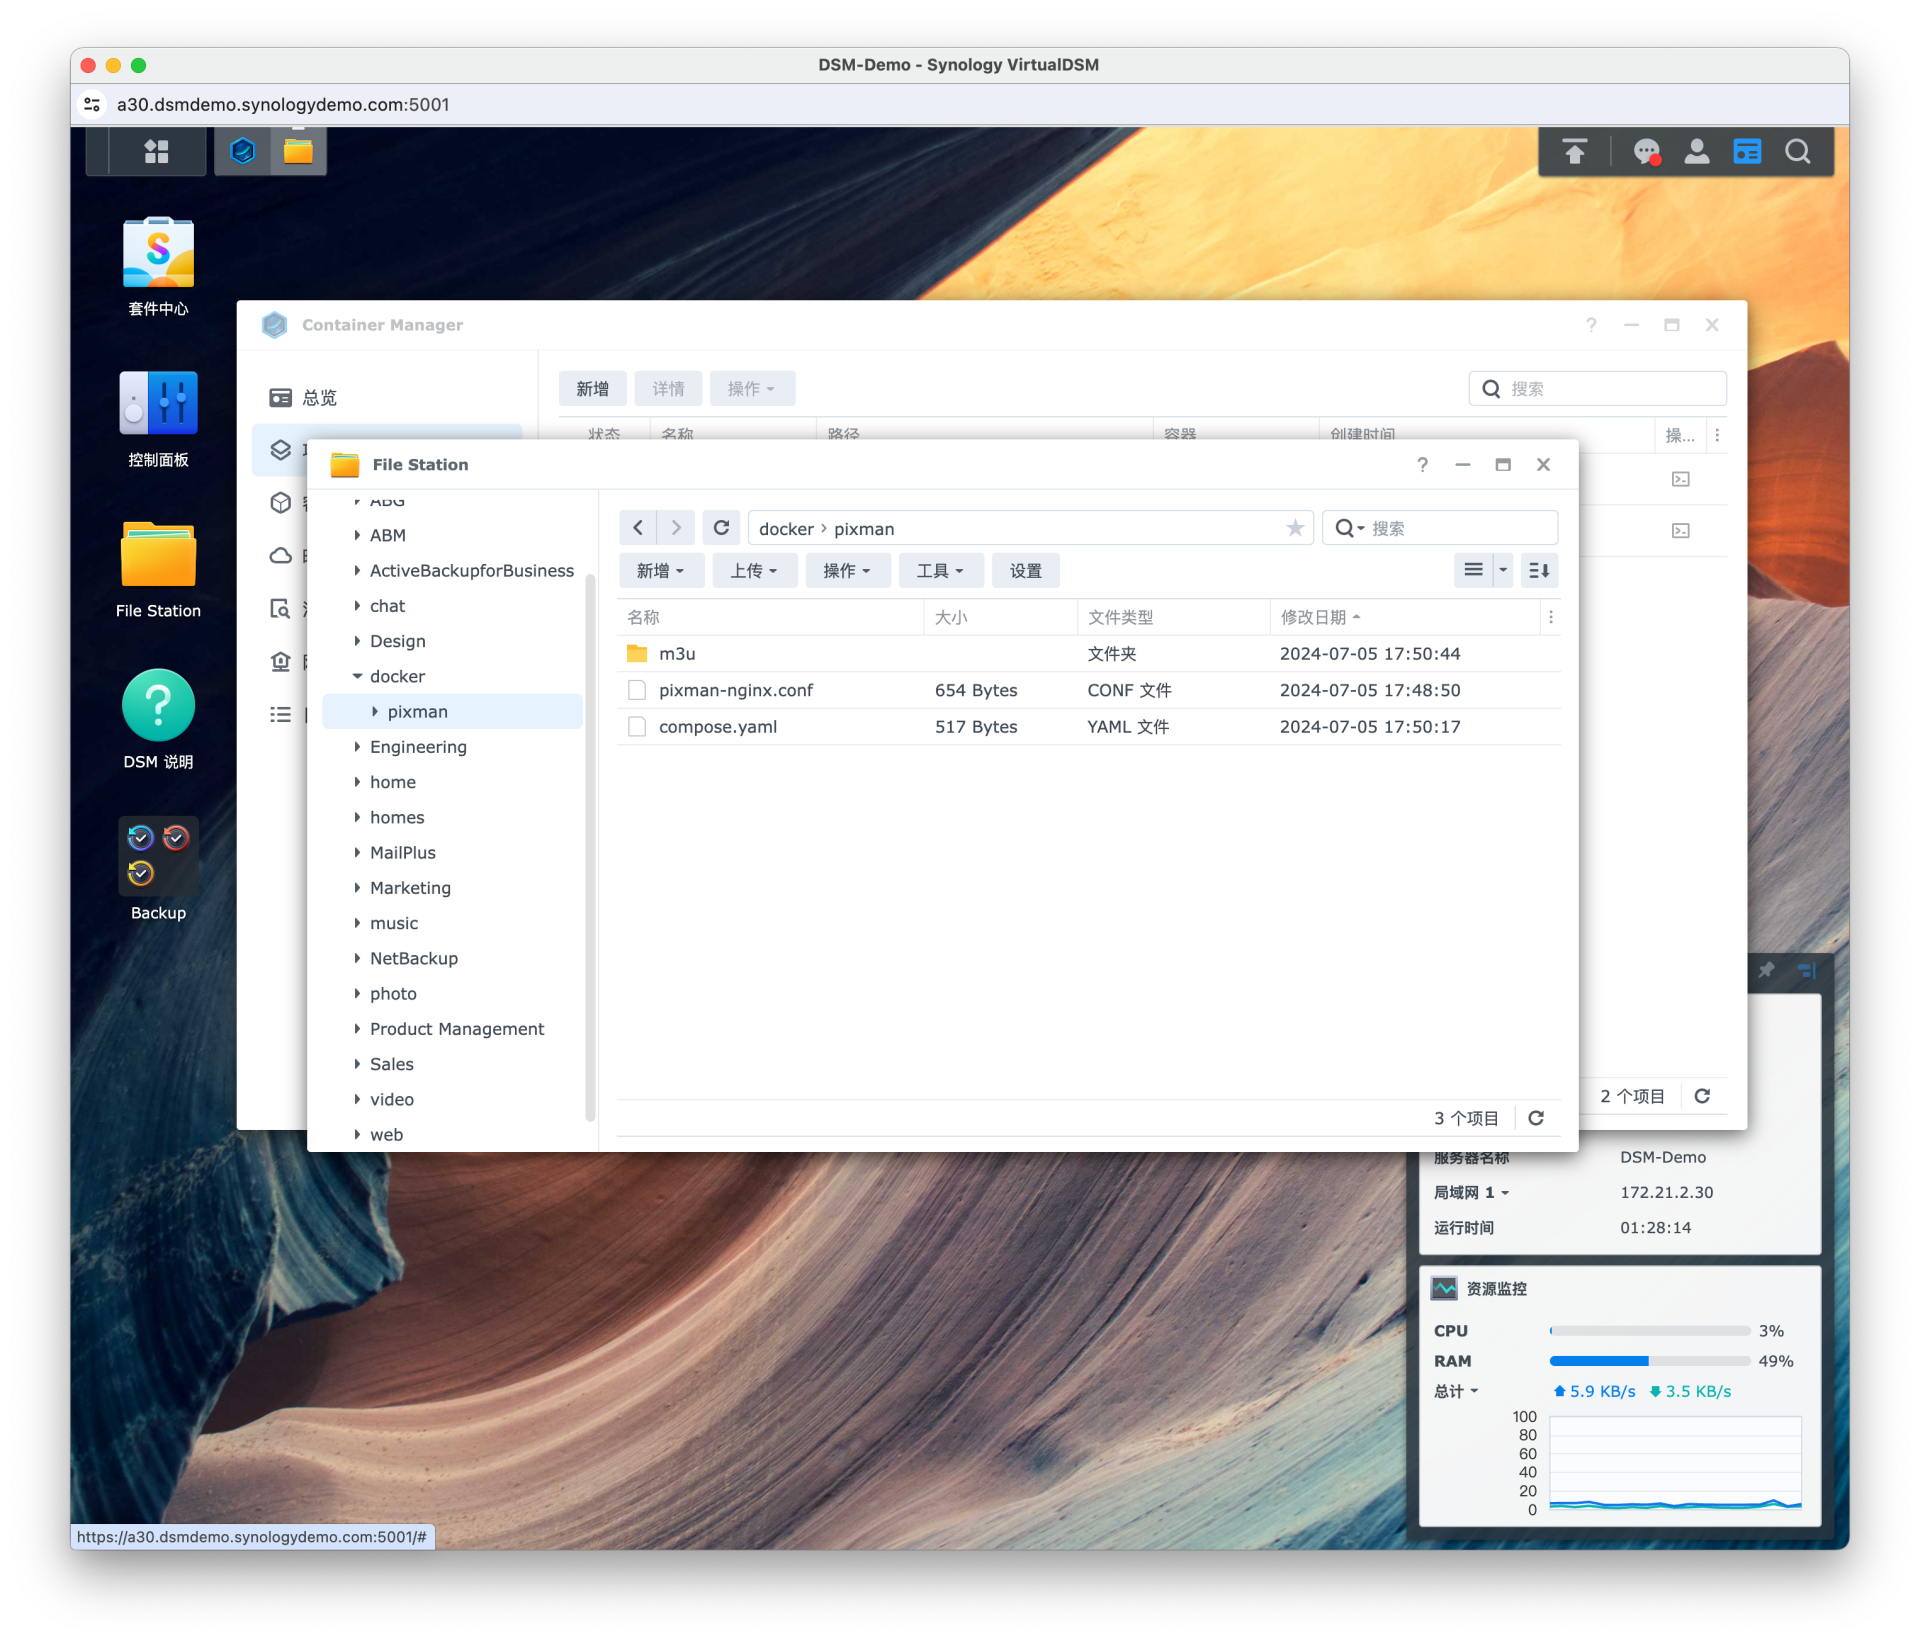 DSM-Demo - Synology VirtualDSM
a30.dsmdemo.synologydemo.com:5001
套件中心
控制面板
File Station
DSM 说明
Backup
Container Manager
总览
新增 详情 操作
搜索
状态 名称 路径 容器 创建时间 操...
File Station
ABG
ABM
ActiveBackupforBusiness
chat
Design
docker
pixman
Engineering
home
homes
MailPlus
Marketing
music
NetBackup
photo
Product Management
Sales
video
web
docker › pixman
搜索
新增 上传 操作 工具 设置
名称 大小 文件类型 修改日期
m3u 文件夹 2024-07-05 17:50:44
pixman-nginx.conf 654 Bytes CONF 文件 2024-07-05 17:48:50
compose.yaml 517 Bytes YAML 文件 2024-07-05 17:50:17
3 个项目
2 个项目
服务器名称 DSM-Demo
局域网 1 172.21.2.30
运行时间 01:28:14
资源监控
CPU 3%
RAM 49%
总计 5.9 KB/s 3.5 KB/s
100
80
60
40
20
0
https://a30.dsmdemo.synologydemo.com:5001/#